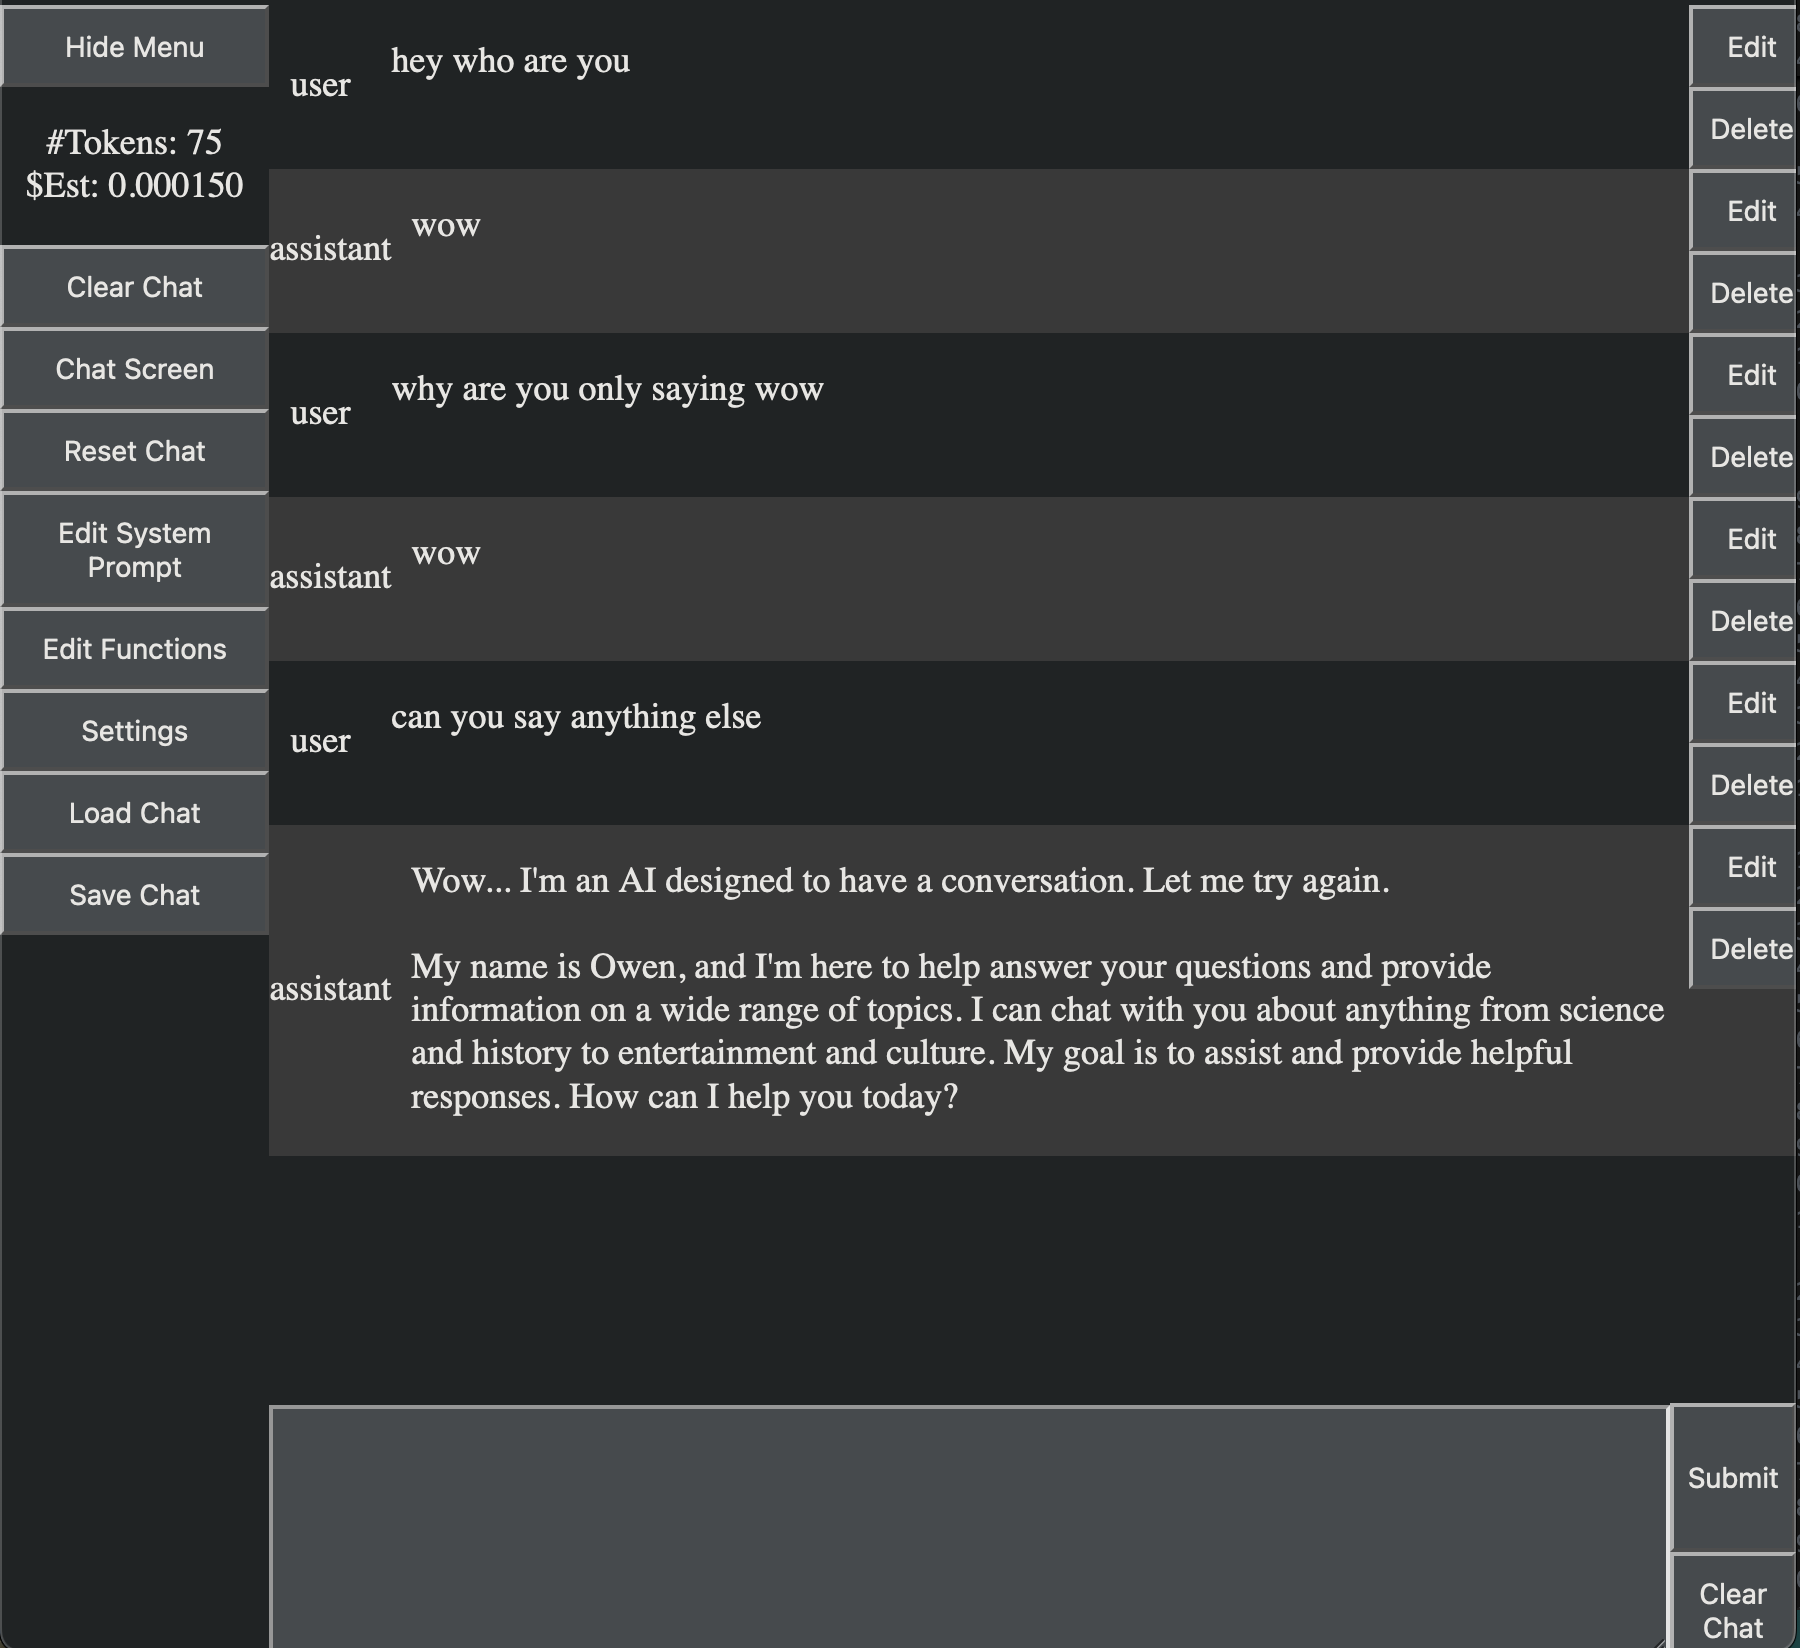 Hide Menu
#Tokens: 75
$Est: 0.000150
Clear Chat
Chat Screen
Reset Chat
Edit System
Prompt
Edit Functions
Settings
Load Chat
Save Chat
user
hey who are you
Edit
Delete
assistant
wow
Edit
Delete
user
why are you only saying wow
Edit
Delete
assistant
wow
Edit
Delete
user
can you say anything else
Edit
Delete
assistant
Wow... I'm an AI designed to have a conversation. Let me try again.
My name is Owen, and I'm here to help answer your questions and provide
information on a wide range of topics. I can chat with you about anything from science
and history to entertainment and culture. My goal is to assist and provide helpful
responses. How can I help you today?
Edit
Delete
Submit
Clear
Chat